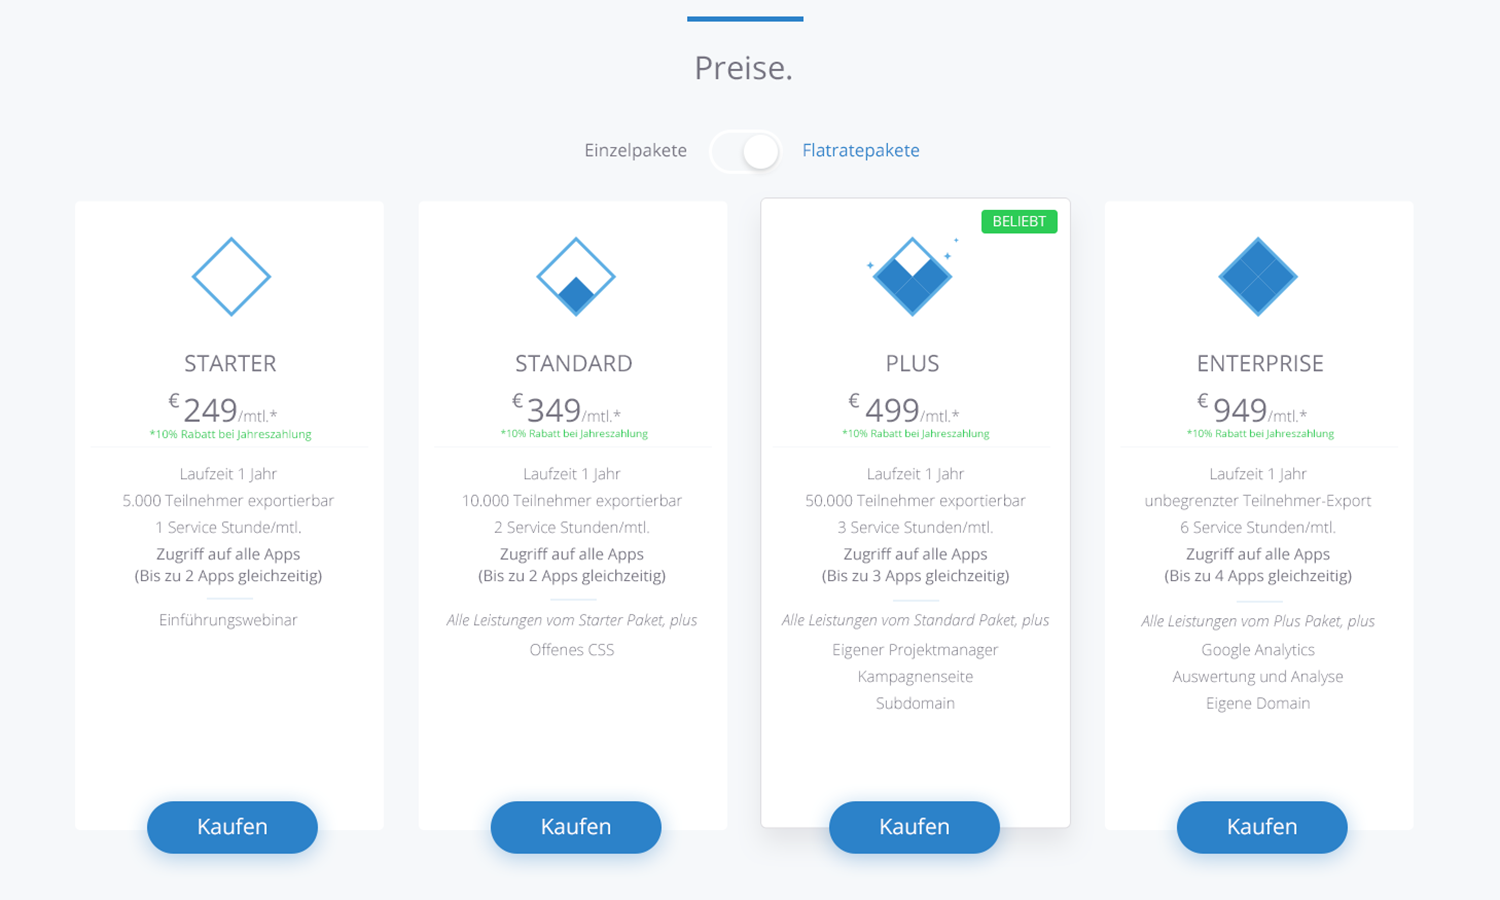 Preise.
Einzelpakete
Flatratepakete
STARTER
€ 249/mtl.*
*10% Rabatt bei Jahreszahlung
Laufzeit 1 Jahr
5.000 Teilnehmer exportierbar
1 Service Stunde/mtl.
Zugriff auf alle Apps
(Bis zu 2 Apps gleichzeitig)
Einführungswebinar
Kaufen
STANDARD
€ 349/mtl.*
*10% Rabatt bei Jahreszahlung
Laufzeit 1 Jahr
10.000 Teilnehmer exportierbar
2 Service Stunden/mtl.
Zugriff auf alle Apps
(Bis zu 2 Apps gleichzeitig)
Alle Leistungen vom Starter Paket, plus
Offenes CSS
Kaufen
BELIEBT
PLUS
€ 499/mtl.*
*10% Rabatt bei Jahreszahlung
Laufzeit 1 Jahr
50.000 Teilnehmer exportierbar
3 Service Stunden/mtl.
Zugriff auf alle Apps
(Bis zu 3 Apps gleichzeitig)
Alle Leistungen vom Standard Paket, plus
Eigener Projektmanager
Kampagnenseite
Subdomain
Kaufen
ENTERPRISE
€ 949/mtl.*
*10% Rabatt bei Jahreszahlung
Laufzeit 1 Jahr
unbegrenzter Teilnehmer-Export
6 Service Stunden/mtl.
Zugriff auf alle Apps
(Bis zu 4 Apps gleichzeitig)
Alle Leistungen vom Plus Paket, plus
Google Analytics
Auswertung und Analyse
Eigene Domain
Kaufen